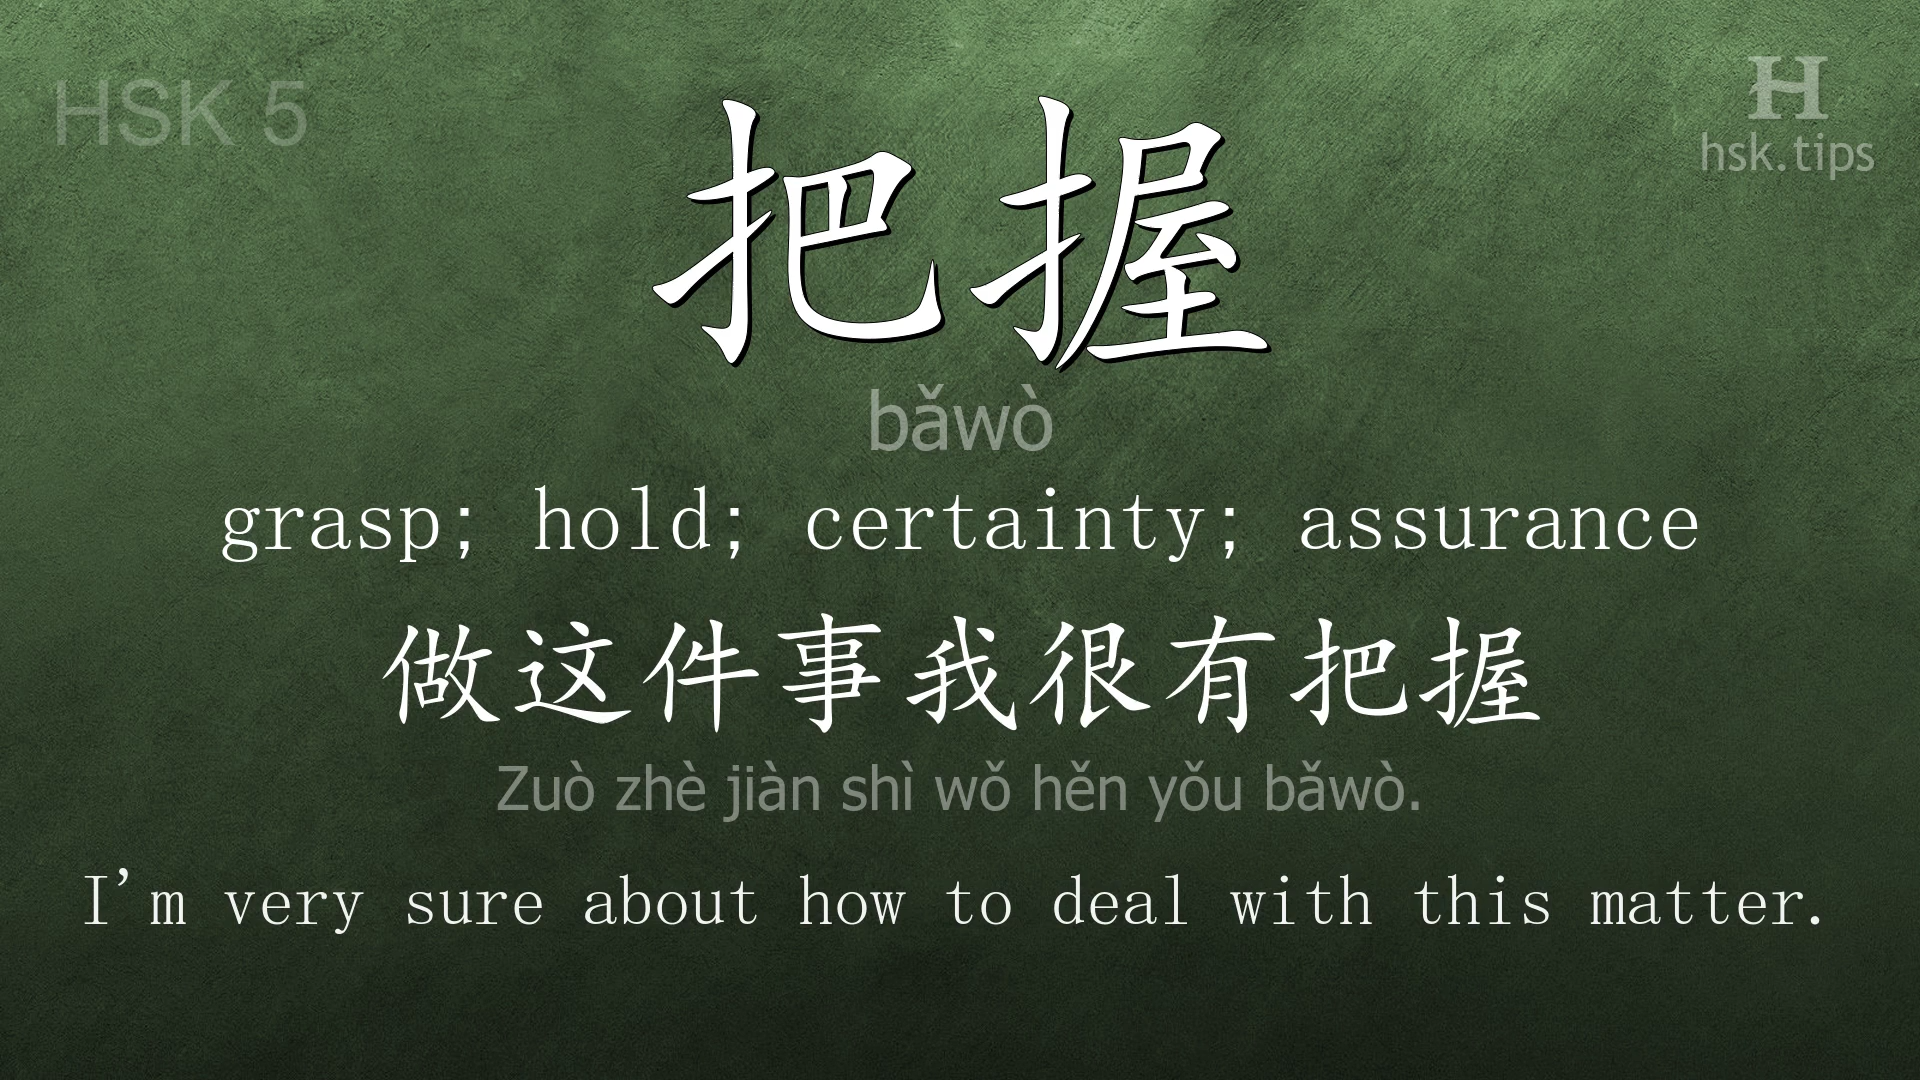 HSK 5
H
hsk.tips
把握
bǎwò
grasp; hold; certainty; assurance
做这件事我很有把握
Zuò zhè jiàn shì wǒ hěn yǒu bǎwò.
I'm very sure about how to deal with this matter.